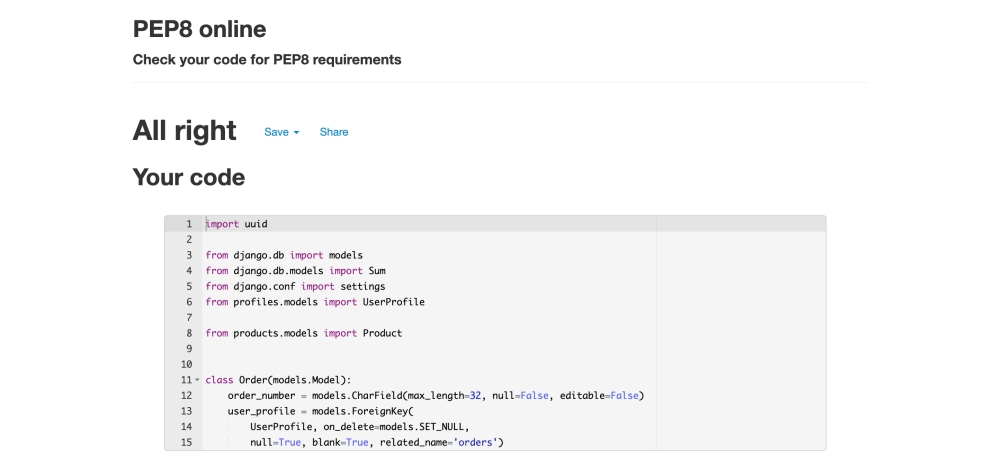 PEP8 online
Check your code for PEP8 requirements
All right Save Share
Your code
1 import uuid
2
3 from django.db import models
4 from django.db.models import Sum
5 from django.conf import settings
6 from profiles.models import UserProfile
7
8 from products.models import Product
9
10
11 class Order(models.Model):
12     order_number = models.CharField(max_length=32, null=False, editable=False)
13     user_profile = models.ForeignKey(
14         UserProfile, on_delete=models.SET_NULL,
15         null=True, blank=True, related_name='orders')